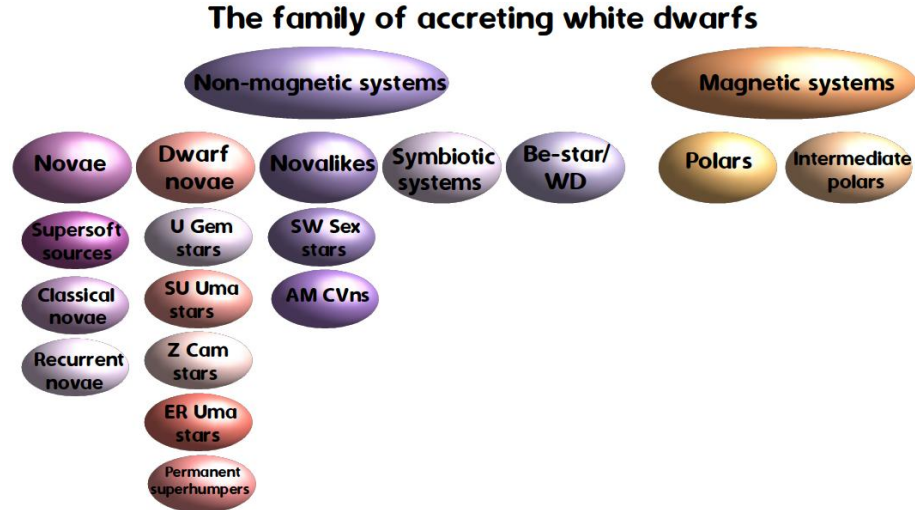 The family of accreting white dwarfs
Non-magnetic systems
Magnetic systems
Novae
Dwarf
novae
Novalikes
Symbiotic
systems
Be-star/
WD
Polars
Intermediate
polars
Supersoft
sources
Classical
novae
Recurrent
novae
U Gem
stars
SU Uma
stars
Z Cam
stars
ER Uma
stars
Permanent
superhumpers
SW Sex
stars
AM CVns